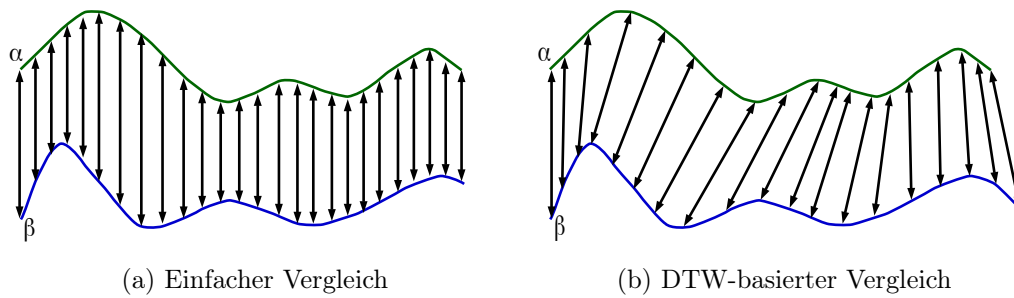 α
β
α
β
(a) Einfacher Vergleich
(b) DTW-basierter Vergleich